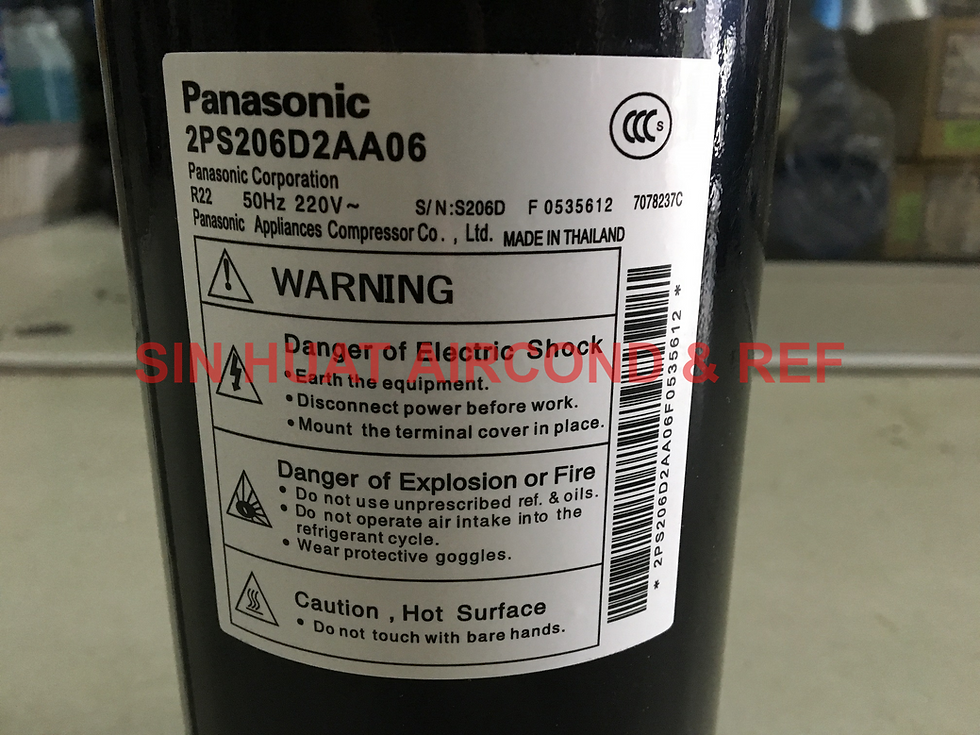 Panasonic
2PS206D2AA06
Panasonic Corporation
R22 50Hz 220V~ S/N:S206D F 0535612 7078237C
Panasonic Appliances Compressor Co., Ltd. MADE IN THAILAND
CCC S
WARNING
Danger of Electric Shock
•Earth the equipment.
•Disconnect power before work.
•Mount the terminal cover in place.
Danger of Explosion or Fire
• Do not use unprescribed ref. & oils.
• Do not operate air intake into the
refrigerant cycle.
• Wear protective goggles.
Caution , Hot Surface
• Do not touch with bare hands.
* 2PS206D2AA06F0535612 *
SIN HUAT AIRCOND & REF